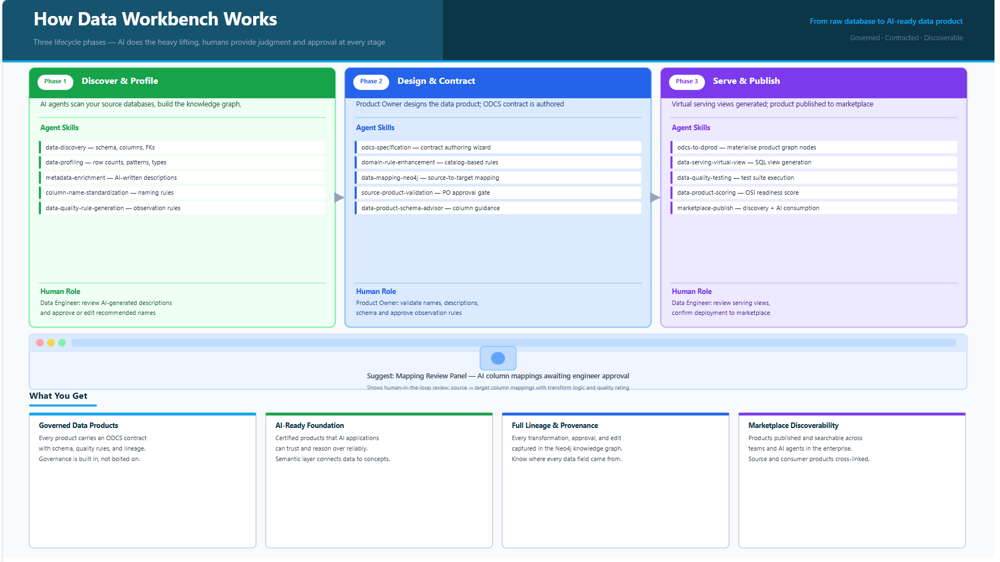 How Data Workbench Works
Three lifecycle phases — AI does the heavy lifting, humans provide judgment and approval at every stage
From raw database to AI-ready data product
Governed · Contracted · Discoverable
Phase 1
Discover & Profile
AI agents scan your source databases, build the knowledge graph,
Agent Skills
data-discovery — schema, columns, FKs
data-profiling — row counts, patterns, types
metadata-enrichment — AI-written descriptions
column-name-standardization — naming rules
data-quality-rule-generation — observation rules
Human Role
Data Engineer: review AI-generated descriptions
and approve or edit recommended names
Phase 2
Design & Contract
Product Owner designs the data product; ODCS contract is authored
Agent Skills
odcs-specification — contract authoring wizard
domain-rule-enhancement — catalog-based rules
data-mapping-neo4j — source-to-target mapping
source-product-validation — PO approval gate
data-product-schema-advisor — column guidance
Human Role
Product Owner: validate names, descriptions,
schema and approve observation rules
Phase 3
Serve & Publish
Virtual serving views generated; product published to marketplace
Agent Skills
odcs-to-dprod — materialise product graph nodes
data-serving-virtual-view — SQL view generation
data-quality-testing — test suite execution
data-product-scoring — OSI readiness score
marketplace-publish — discovery + AI consumption
Human Role
Data Engineer: review serving views,
confirm deployment to marketplace
Suggest: Mapping Review Panel — AI column mappings awaiting engineer approval
Shows human-in-the-loop review: source → target column mappings with transform logic and quality rating
What You Get
Governed Data Products
Every product carries an ODCS contract
with schema, quality rules, and lineage.
Governance is built in, not bolted on.
AI-Ready Foundation
Certified products that AI applications
can trust and reason over reliably.
Semantic layer connects data to concepts.
Full Lineage & Provenance
Every transformation, approval, and edit
captured in the Neo4j knowledge graph.
Know where every data field came from.
Marketplace Discoverability
Products published and searchable across
teams and AI agents in the enterprise.
Source and consumer products cross-linked.